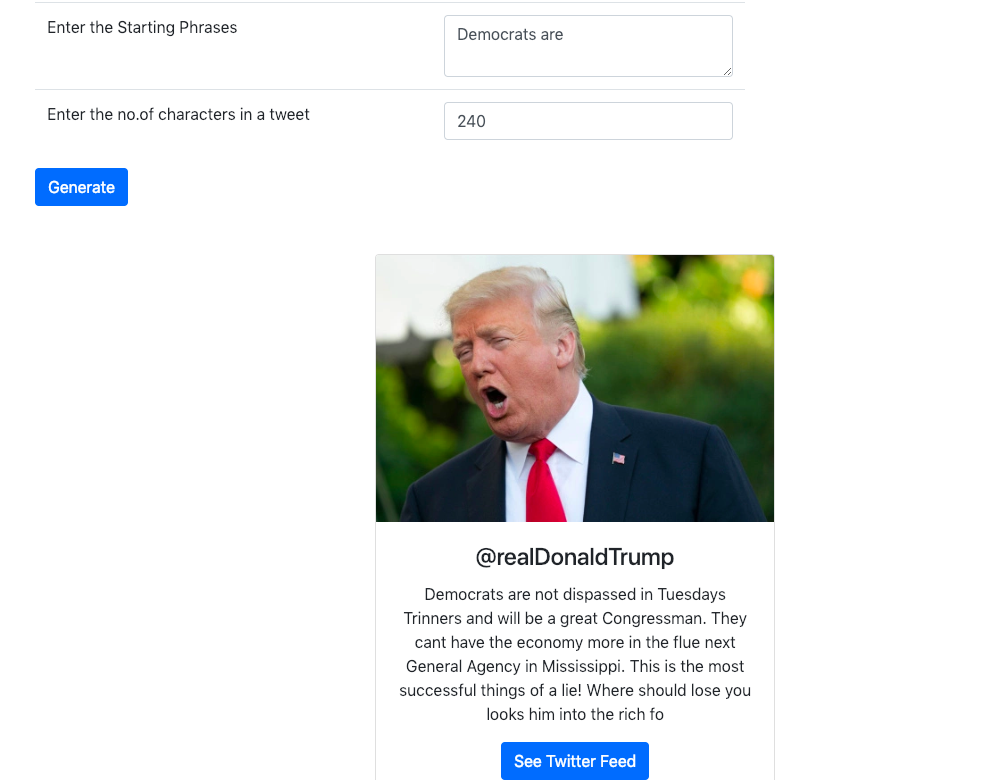 Enter the Starting Phrases
Democrats are
Enter the no.of characters in a tweet
240
Generate
@realDonaldTrump
Democrats are not dispassed in Tuesdays
Trinners and will be a great Congressman. They
cant have the economy more in the flue next
General Agency in Mississippi. This is the most
successful things of a lie! Where should lose you
looks him into the rich fo
See Twitter Feed